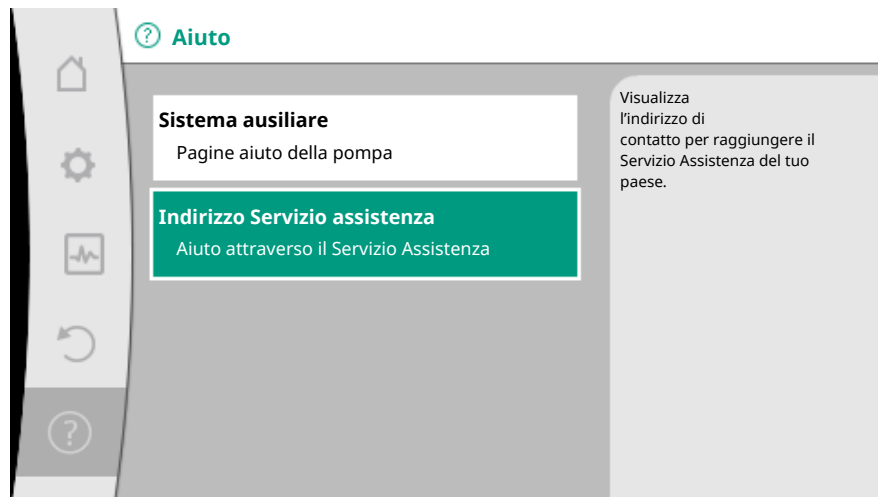 Aiuto
Sistema ausiliare
Pagine aiuto della pompa
Indirizzo Servizio assistenza
Aiuto attraverso il Servizio Assistenza
Visualizza
l'indirizzo di
contatto per raggiungere il
Servizio Assistenza del tuo
paese.